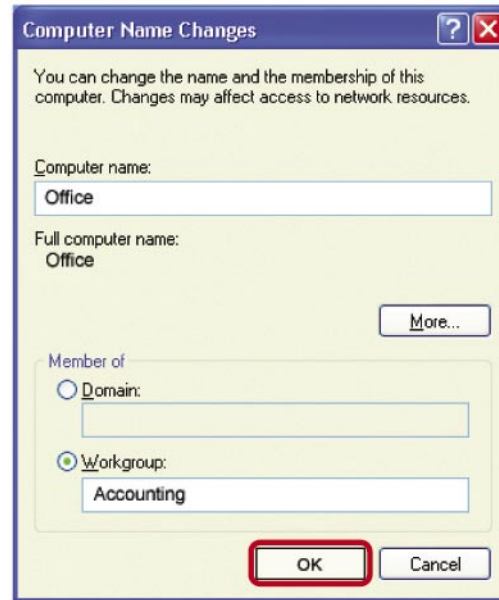 Computer Name Changes
?
You can change the name and the membership of this
computer. Changes may affect access to network resources.
Computer name:
Office
Full computer name:
Office
More...
Member of
Domain:
Workgroup:
Accounting
OK Cancel